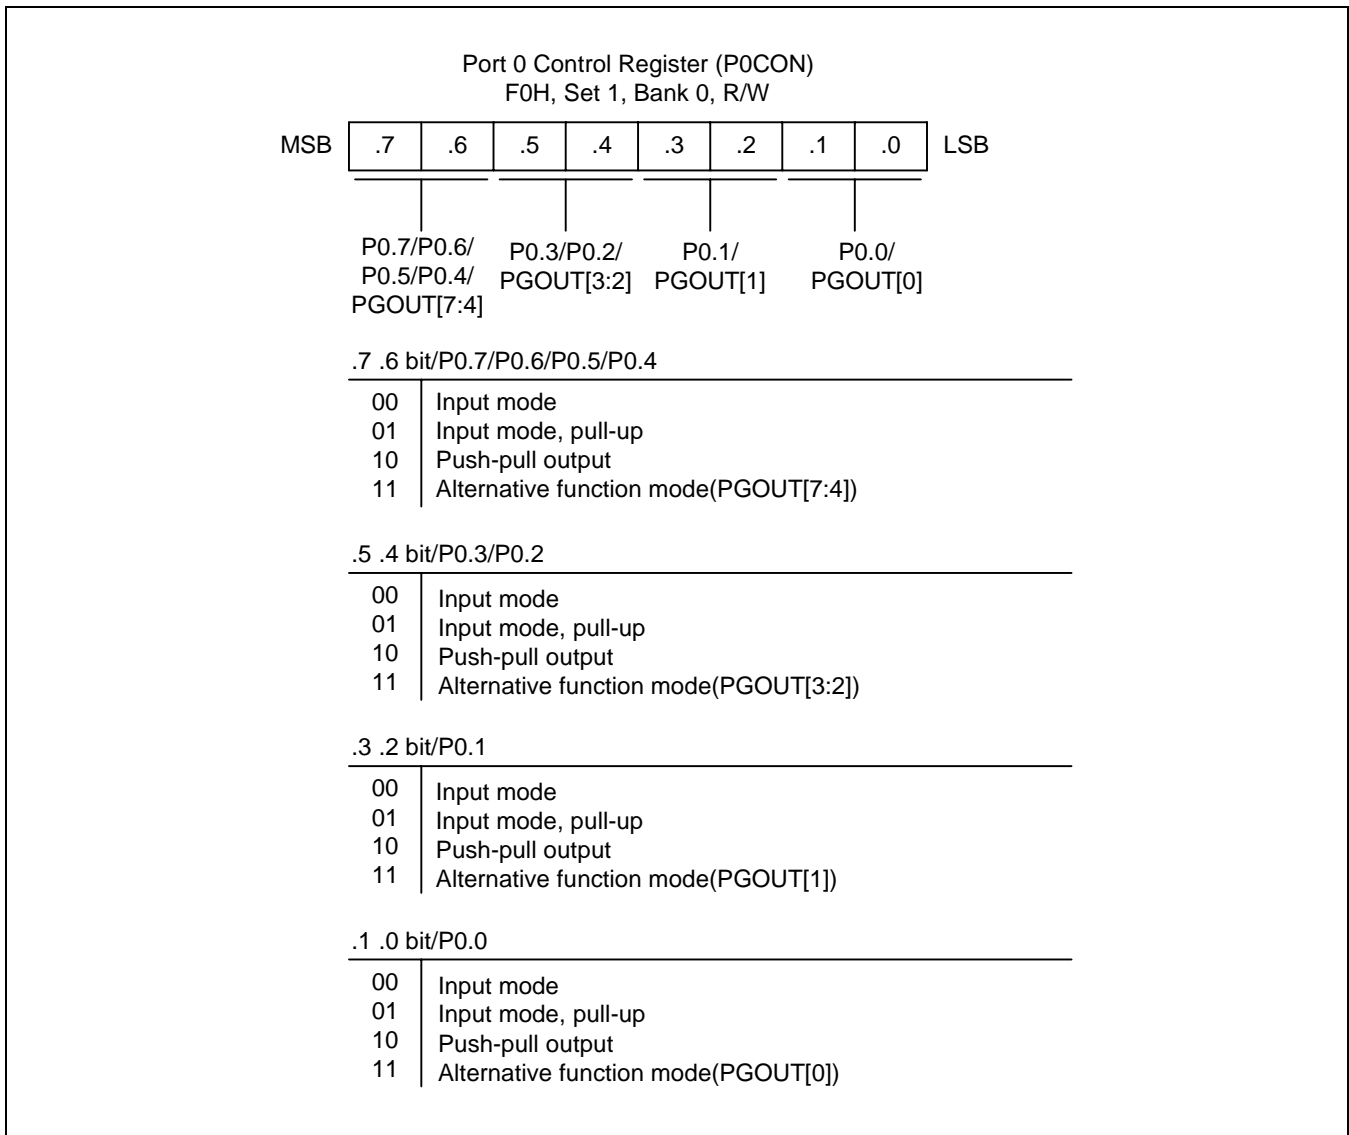 Port 0 Control Register (P0CON)
F0H, Set 1, Bank 0, R/W
MSB .7 .6 .5 .4 .3 .2 .1 .0 LSB
P0.7/P0.6/
P0.5/P0.4/
PGOUT[7:4]
P0.3/P0.2/
PGOUT[3:2]
P0.1/
PGOUT[1]
P0.0/
PGOUT[0]
.7 .6 bit/P0.7/P0.6/P0.5/P0.4
00 Input mode
01 Input mode, pull-up
10 Push-pull output
11 Alternative function mode(PGOUT[7:4])
.5 .4 bit/P0.3/P0.2
00 Input mode
01 Input mode, pull-up
10 Push-pull output
11 Alternative function mode(PGOUT[3:2])
.3 .2 bit/P0.1
00 Input mode
01 Input mode, pull-up
10 Push-pull output
11 Alternative function mode(PGOUT[1])
.1 .0 bit/P0.0
00 Input mode
01 Input mode, pull-up
10 Push-pull output
11 Alternative function mode(PGOUT[0])